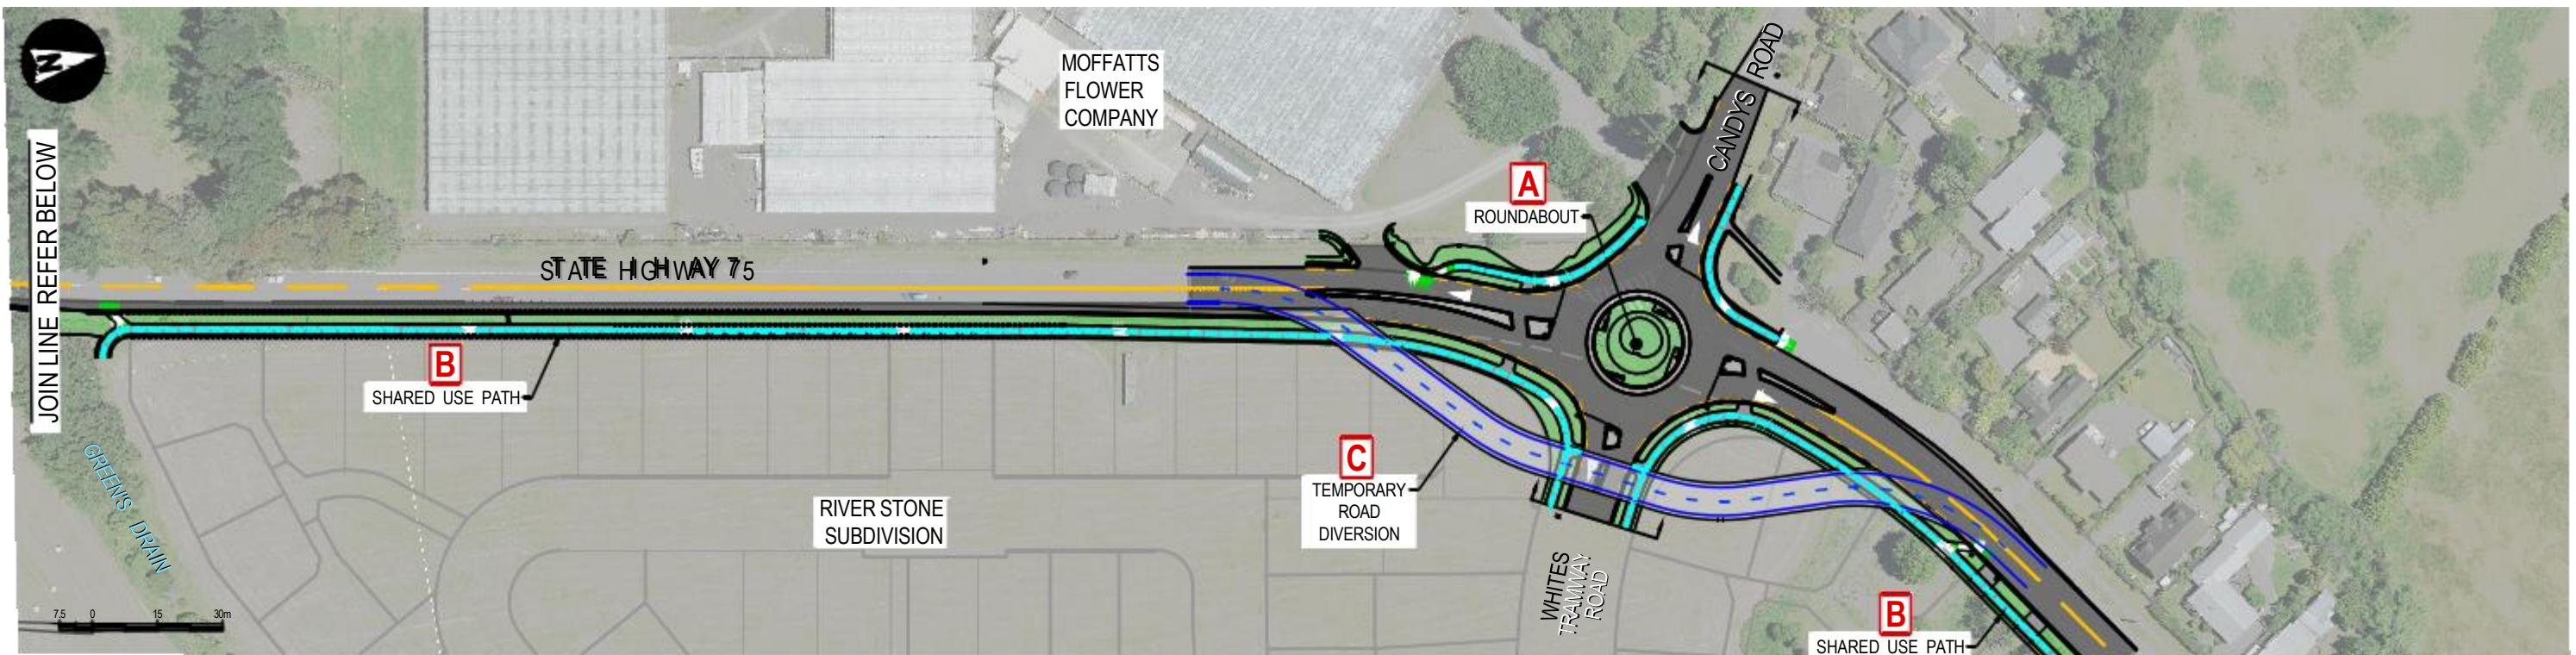 N
JOIN LINE REFER BELOW
STATE HIGHWAY 75
MOFFATTS
FLOWER
COMPANY
A
ROUNDABOUT
CANDYS ROAD
B
SHARED USE PATH
GREEN'S DRAIN
RIVER STONE
SUBDIVISION
C
TEMPORARY
ROAD
DIVERSION
WHITES
TRAMWAY
ROAD
B
SHARED USE PATH
7.5 0 15 30m